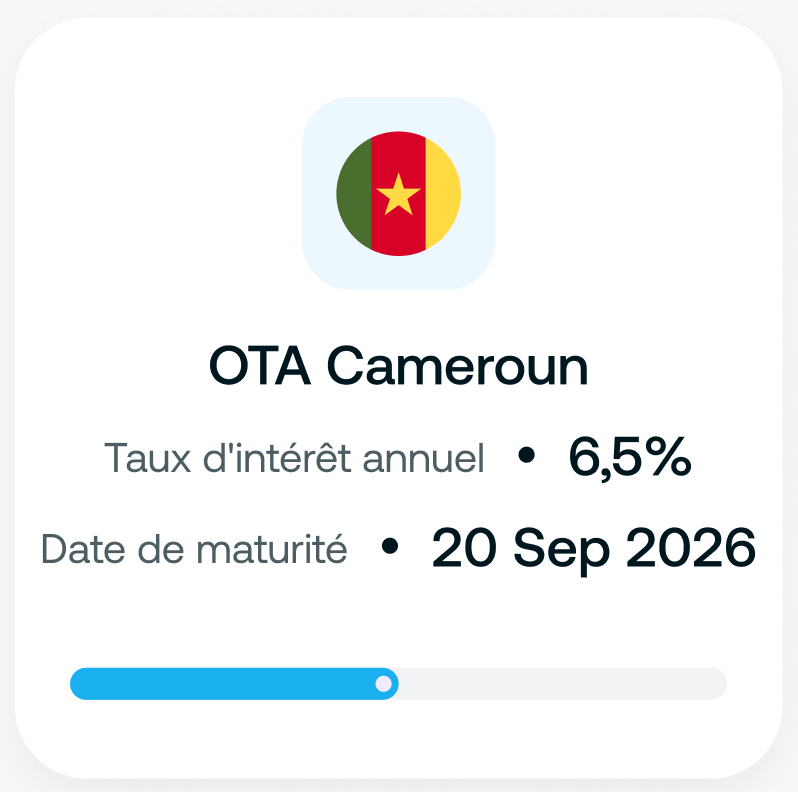 OTA Cameroun
Taux d'intérêt annuel • 6,5%
Date de maturité • 20 Sep 2026